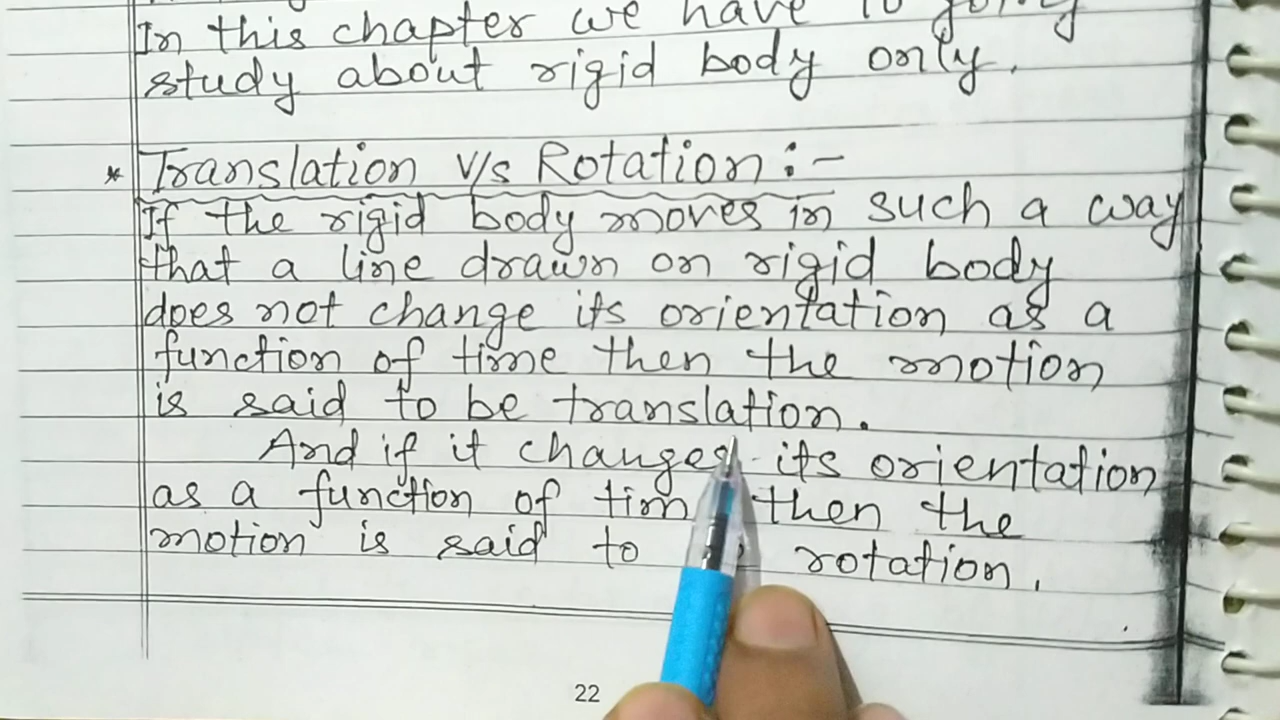 In this chapter we have to going
study about rigid body only.
* Translation v/s Rotation :-
If the rigid body moves in such a way
that a line drawn on rigid body
does not change its orientation as a
function of time then the motion
is said to be translation.
And if it changes its orientation
as a function of tim then the
motion is said to rotation.
22